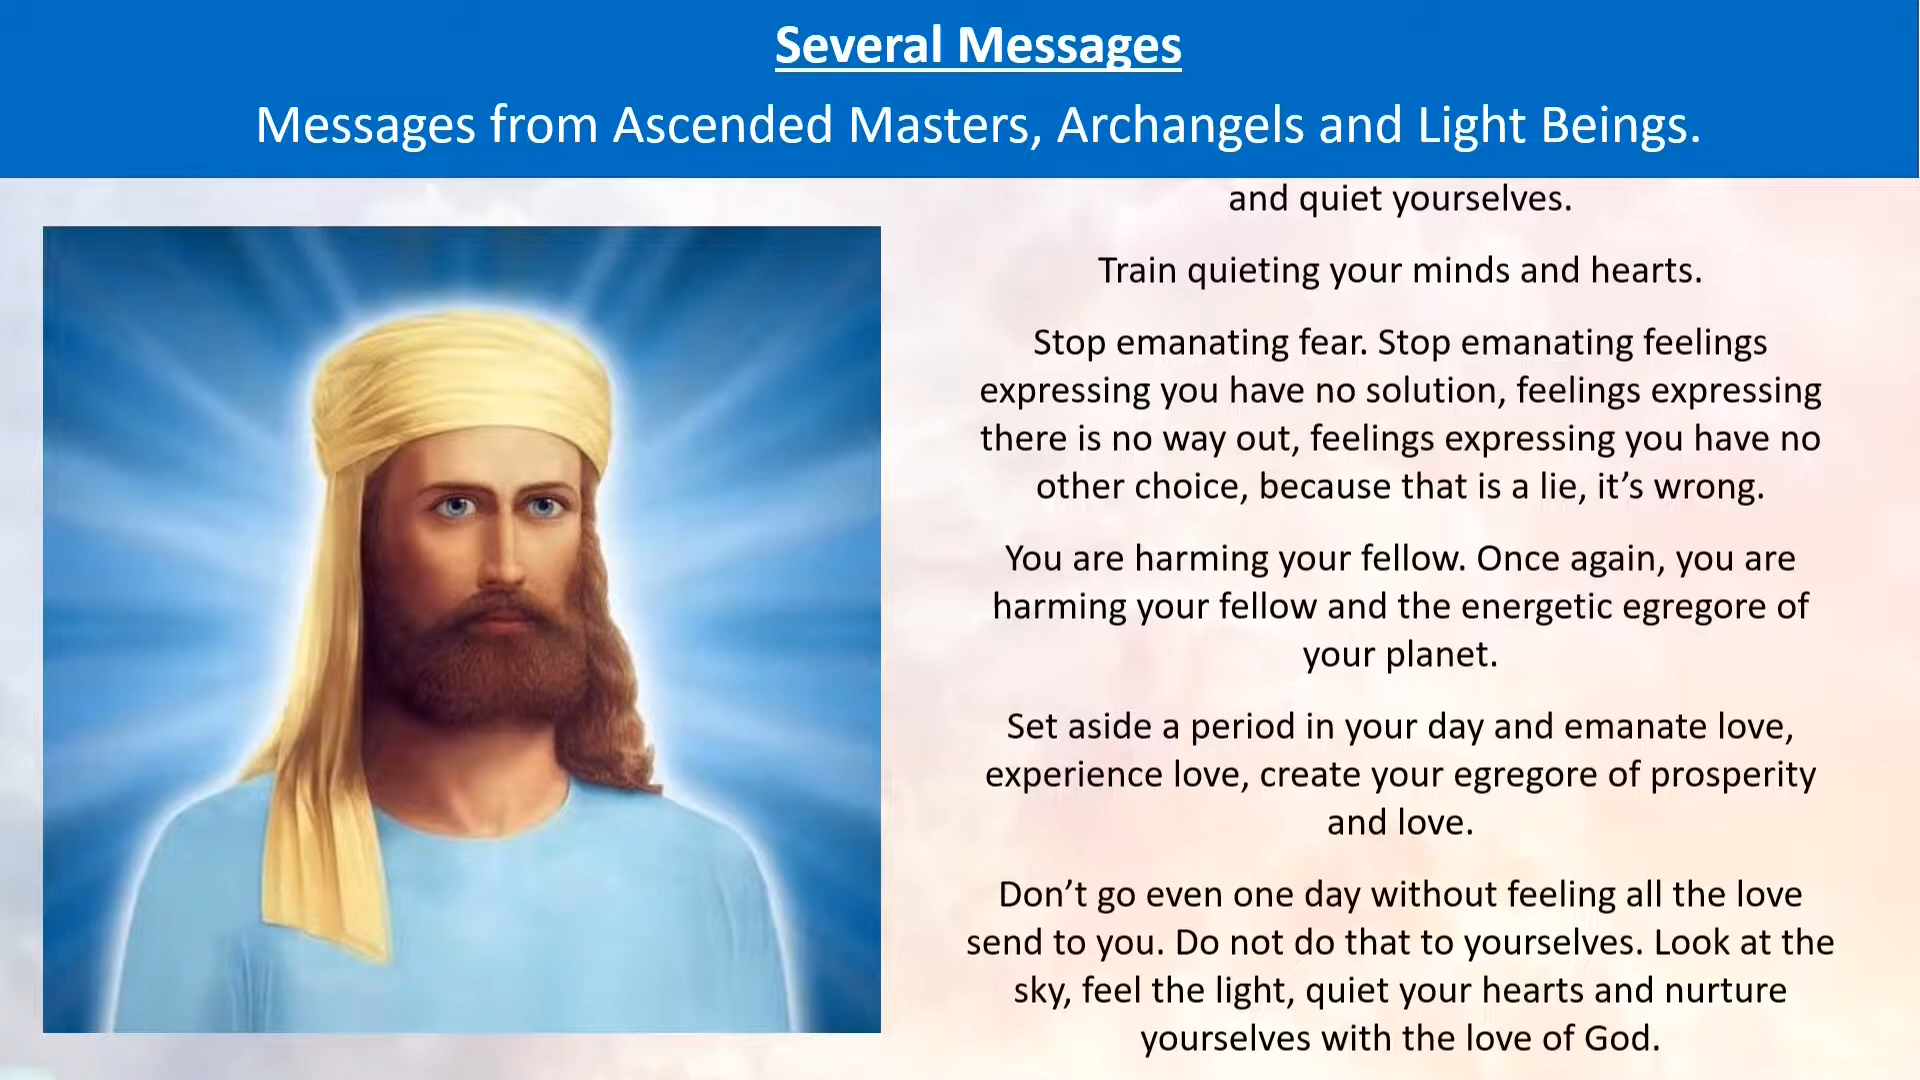 Several Messages
Messages from Ascended Masters, Archangels and Light Beings.
and quiet yourselves.
Train quieting your minds and hearts.
Stop emanating fear. Stop emanating feelings
expressing you have no solution, feelings expressing
there is no way out, feelings expressing you have no
other choice, because that is a lie, it’s wrong.
You are harming your fellow. Once again, you are
harming your fellow and the energetic egregore of
your planet.
Set aside a period in your day and emanate love,
experience love, create your egregore of prosperity
and love.
Don’t go even one day without feeling all the love
send to you. Do not do that to yourselves. Look at the
sky, feel the light, quiet your hearts and nurture
yourselves with the love of God.